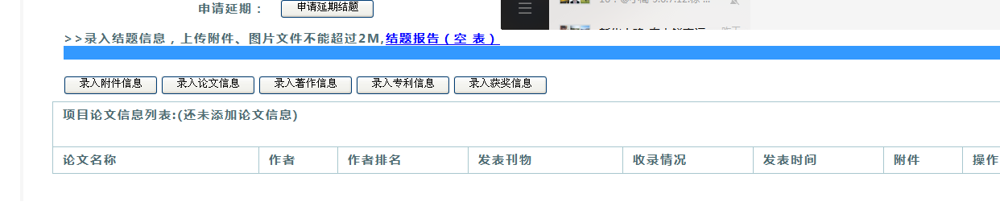 申请延期： 申请延期结题
>>录入结题信息，上传附件、图片文件不能超过2M,结题报告（空 表）
录入附件信息 录入论文信息 录入著作信息 录入专利信息 录入获奖信息
项目论文信息列表:(还未添加论文信息)
论文名称 作者 作者排名 发表刊物 收录情况 发表时间 附件 操作